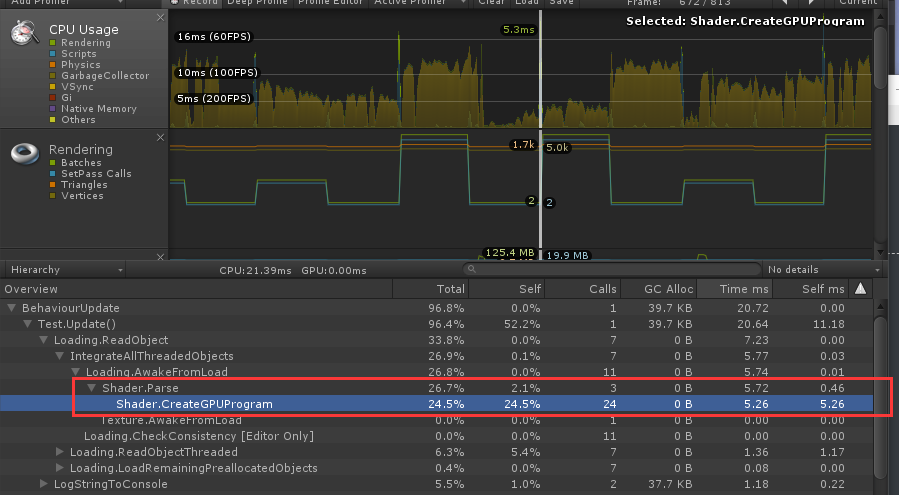 Add Profiler Record Deep Profile Profile Editor Active Profiler Clear Load Save Frame: 672 / 813 Current
Selected: Shader.CreateGPUProgram
CPU Usage
Rendering
Scripts
Physics
GarbageCollector
VSync
Gi
Native Memory
Others
16ms (60FPS)
10ms (100FPS)
5ms (200FPS)
5.3ms
Rendering
Batches
SetPass Calls
Triangles
Vertices
1.7k 5.0k
2 2
125.4 MB 19.9 MB
Hierarchy CPU:21.39ms GPU:0.00ms No details
Overview Total Self Calls GC Alloc Time ms Self ms
BehaviourUpdate 96.8% 0.0% 1 39.7 KB 20.72 0.00
Test.Update() 96.4% 52.2% 1 39.7 KB 20.64 11.18
Loading.ReadObject 33.8% 0.0% 7 0 B 7.23 0.00
IntegrateAllThreadedObjects 26.9% 0.1% 7 0 B 5.77 0.03
Loading.AwakeFromLoad 26.8% 0.0% 11 0 B 5.74 0.01
Shader.Parse 26.7% 2.1% 3 0 B 5.72 0.46
Shader.CreateGPUProgram 24.5% 24.5% 24 0 B 5.26 5.26
Texture.AwakeFromLoad 0.0% 0.0% 1 0 B 0.00 0.00
Loading.CheckConsistency [Editor Only] 0.0% 0.0% 11 0 B 0.00 0.00
Loading.ReadObjectThreaded 6.3% 5.4% 7 0 B 1.36 1.17
Loading.LoadRemainingPreallocatedObjects 0.4% 0.0% 7 0 B 0.08 0.00
LogStringToConsole 5.5% 1.0% 2 37.7 KB 1.18 0.22